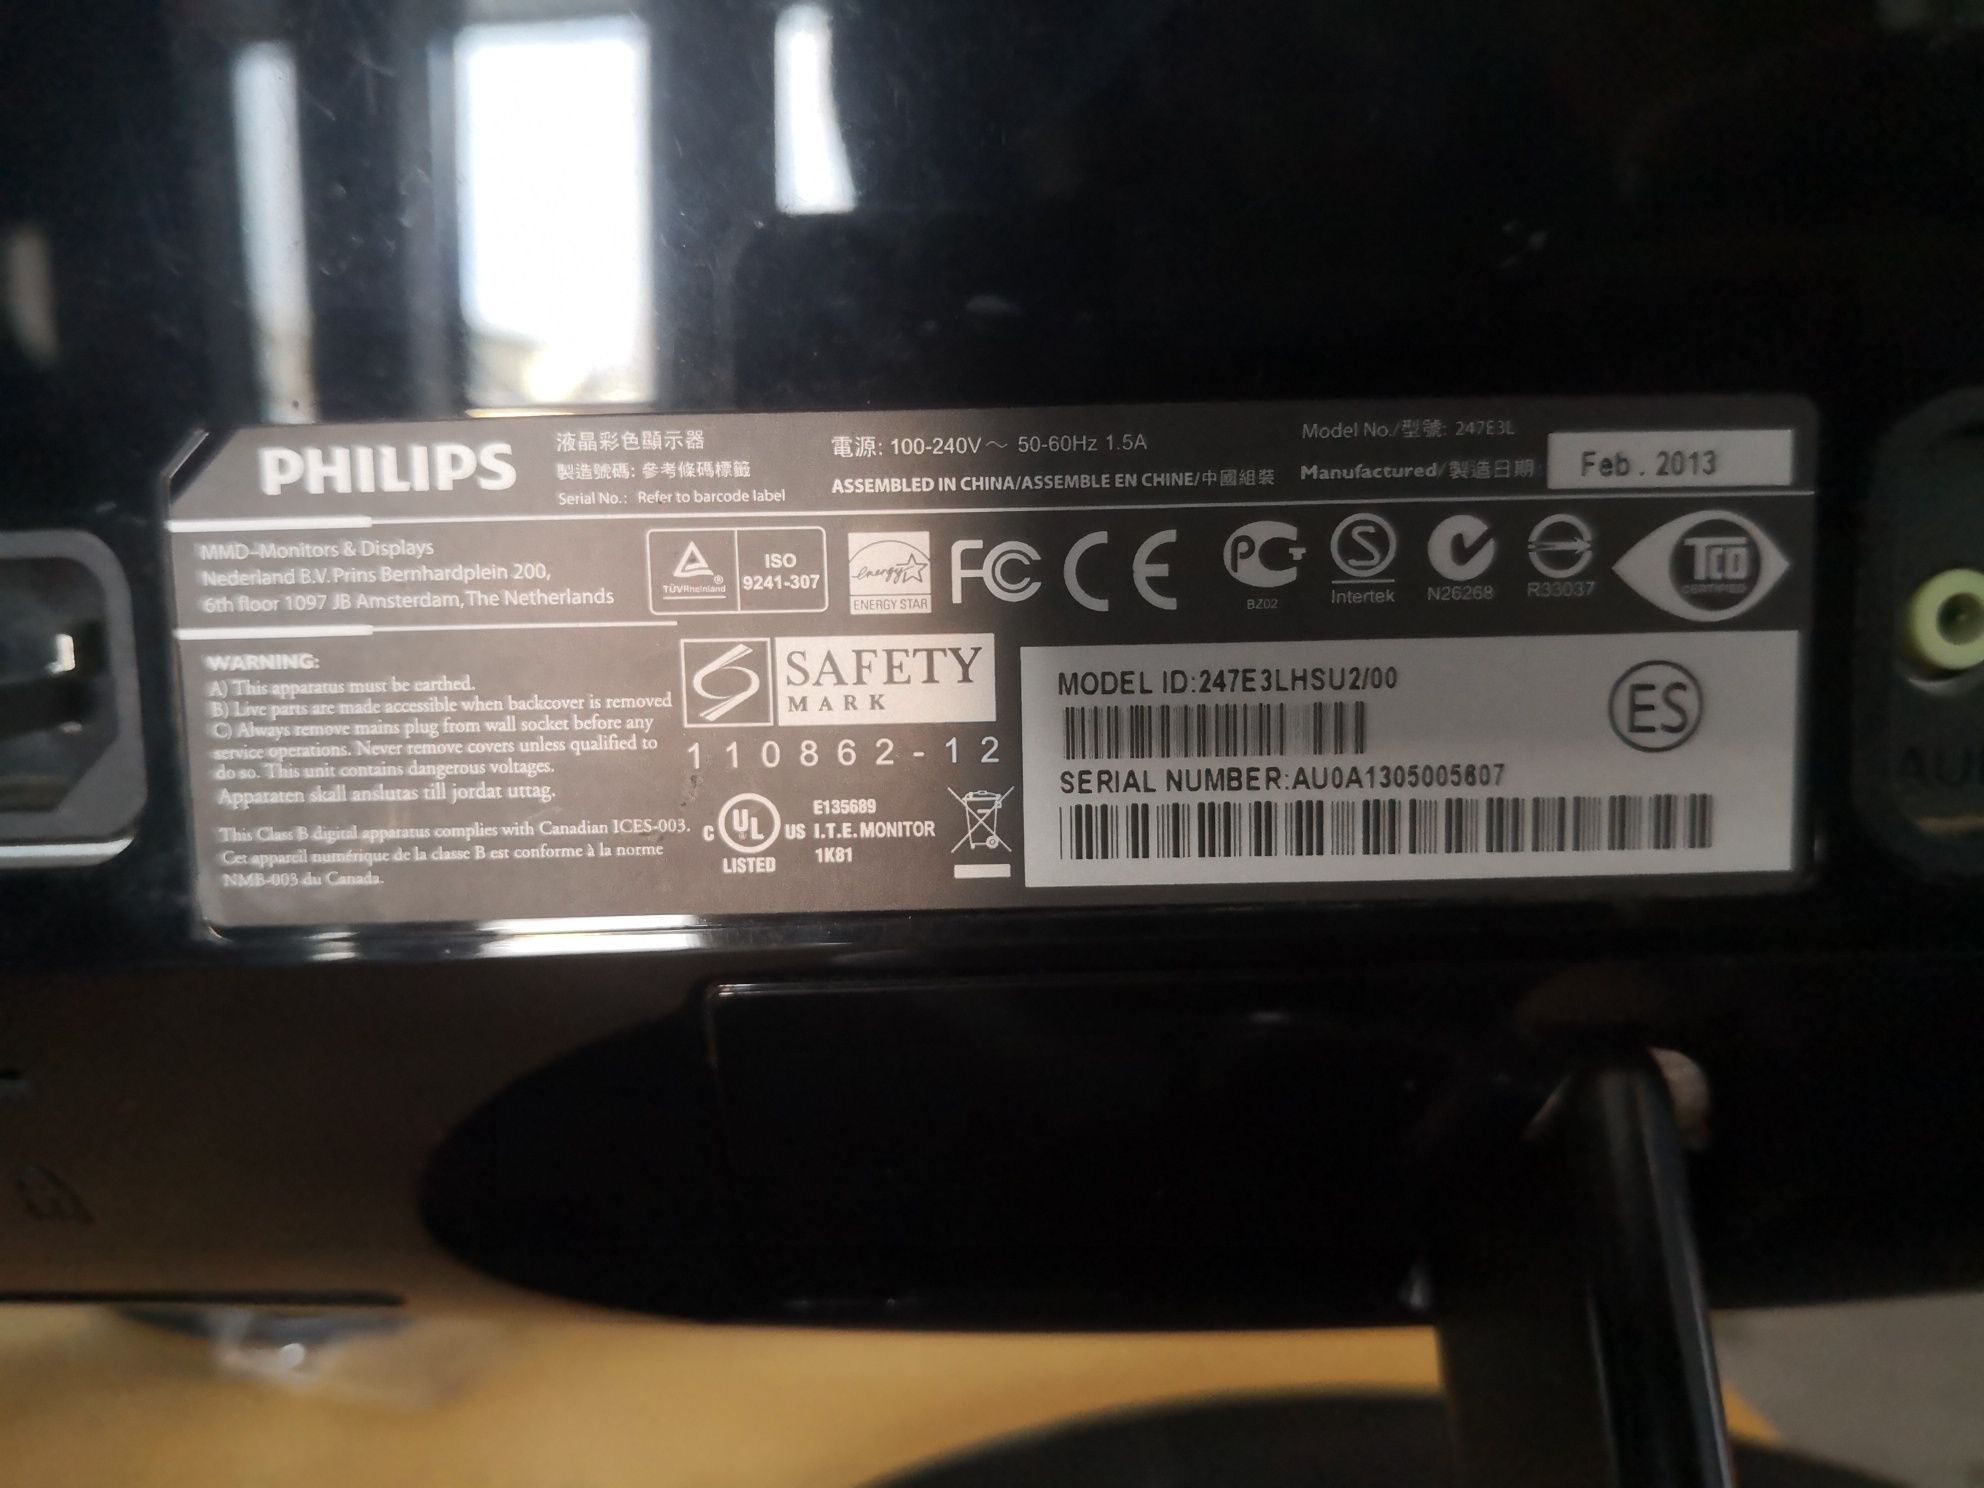 PHILIPS
液晶彩色顯示器
製造號碼: 參考條碼標籤
Serial No.: Refer to barcode label
電源: 100-240V～ 50-60Hz 1.5A
ASSEMBLED IN CHINA/ASSEMBLE EN CHINE/中國組裝
Model No./型號: 247E3L
Manufactured/製造日期:
Feb. 2013
MMD-Monitors & Displays
Nederland B.V. Prins Bernhardplein 200,
6th floor 1097 JB Amsterdam, The Netherlands
TÜVRheinland®
ISO
9241-307
energy
ENERGY STAR
FCC
CE
PCT
BZ02
S
Intertek
N26268
R33037
TCO
CERTIFIED
WARNING:
A) This apparatus must be earthed.
B) Live parts are made accessible when backcover is removed
C) Always remove mains plug from wall socket before any
service operations. Never remove covers unless qualified to
do so. This unit contains dangerous voltages.
Apparaten skall anslutas till jordat uttag.
This Class B digital apparatus complies with Canadian ICES-003.
Cet appareil numérique de la classe B est conforme à la norme
NMB-003 du Canada.
SAFETY
MARK
110862-12
C UL US
LISTED
E135689
I.T.E. MONITOR
1K81
MODEL ID:247E3LHSU2/00
ES
SERIAL NUMBER:AU0A1305005607